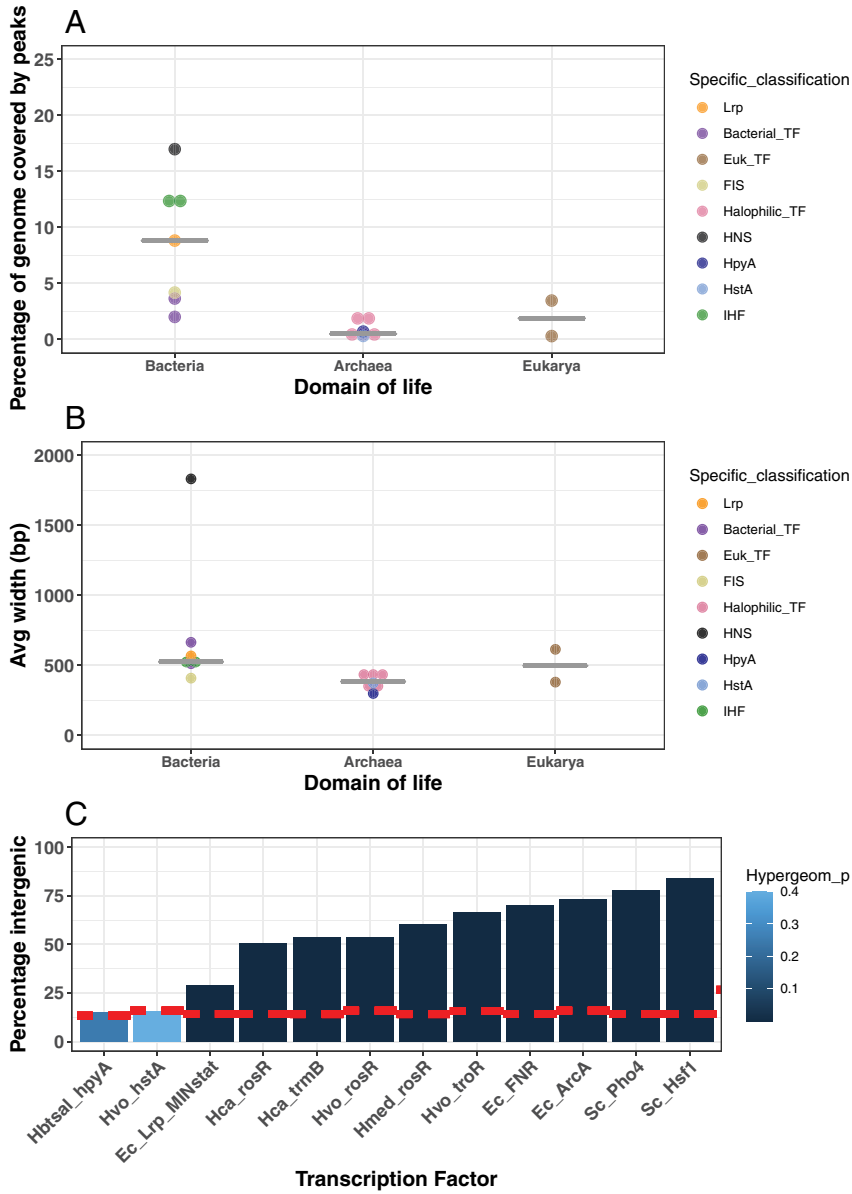 A
Percentage of genome covered by peaks
25
20
15
10
5
0
Bacteria Archaea Eukarya
Domain of life
Specific_classification
Lrp
Bacterial_TF
Euk_TF
FIS
Halophilic_TF
HNS
HpyA
HstA
IHF
B
Avg width (bp)
2000
1500
1000
500
0
Bacteria Archaea Eukarya
Domain of life
Specific_classification
Lrp
Bacterial_TF
Euk_TF
FIS
Halophilic_TF
HNS
HpyA
HstA
IHF
C
Percentage intergenic
100
75
50
25
0
Hbtsal_hpyA
Hvo_hstA
Ec_Lrp_MINstat
Hca_rosR
Hca_trmB
Hvo_rosR
Hmed_rosR
Hvo_troR
Ec_FNR
Ec_ArcA
Sc_Pho4
Sc_Hsf1
Transcription Factor
Hypergeom_p
0.4
0.3
0.2
0.1